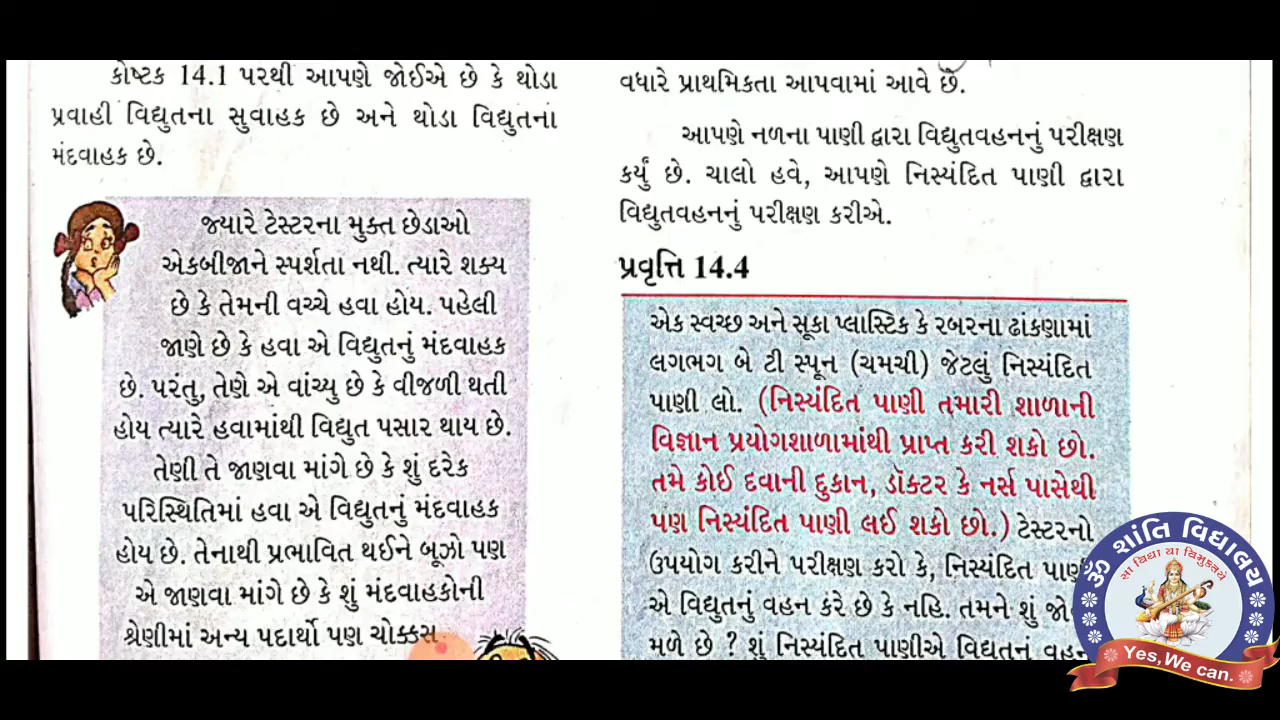 કોષ્ટક 14.1 પરથી આપણે જોઈએ છે કે થોડા
પ્રવાહી વિદ્યુતના સુવાહક છે અને થોડા વિદ્યુતના
મંદવાહક છે.
જ્યારે ટેસ્ટરના મુક્ત છેડાઓ
એકબીજાને સ્પર્શતા નથી. ત્યારે શક્ય
છે કે તેમની વચ્ચે હવા હોય. પહેલી
જાણે છે કે હવા એ વિદ્યુતનું મંદવાહક
છે. પરંતુ, તેણે એ વાંચ્યુ છે કે વીજળી થતી
હોય ત્યારે હવામાંથી વિદ્યુત પસાર થાય છે.
તેણી તે જાણવા માંગે છે કે શું દરેક
પરિસ્થિતિમાં હવા એ વિદ્યુતનું મંદવાહક
હોય છે. તેનાથી પ્રભાવિત થઈને બૂઝો પણ
એ જાણવા માંગે છે કે શું મંદવાહકોની
શ્રેણીમાં અન્ય પદાર્થો પણ ચોક્કસ
વધારે પ્રાથમિકતા આપવામાં આવે છે.
આપણે નળના પાણી દ્વારા વિદ્યુતવહનનું પરીક્ષણ
કર્યું છે. ચાલો હવે, આપણે નિસ્યંદિત પાણી દ્વારા
વિદ્યુતવહનનું પરીક્ષણ કરીએ.
પ્રવૃત્તિ 14.4
એક સ્વચ્છ અને સૂકા પ્લાસ્ટિક કે રબરના ઢાંકણામાં
લગભગ બે ટી સ્પૂન (ચમચી) જેટલું નિસ્યંદિત
પાણી લો. (નિસ્યંદિત પાણી તમારી શાળાની
વિજ્ઞાન પ્રયોગશાળામાંથી પ્રાપ્ત કરી શકો છો.
તમે કોઈ દવાની દુકાન, ડૉક્ટર કે નર્સ પાસેથી
પણ નિસ્યંદિત પાણી લઈ શકો છો.) ટેસ્ટરનો
ઉપયોગ કરીને પરીક્ષણ કરો કે, નિસ્યંદિત
એ વિદ્યુતનું વહન કરે છે કે નહિ. તમને શું
મળે છે ? શું નિસ્યંદિત પાણીએ વિદ્યુતનું વહન
ૐ શાંતિ વિદ્યાલય
સા વિદ્યા યા વિમુક્તયે
Yes, We can.